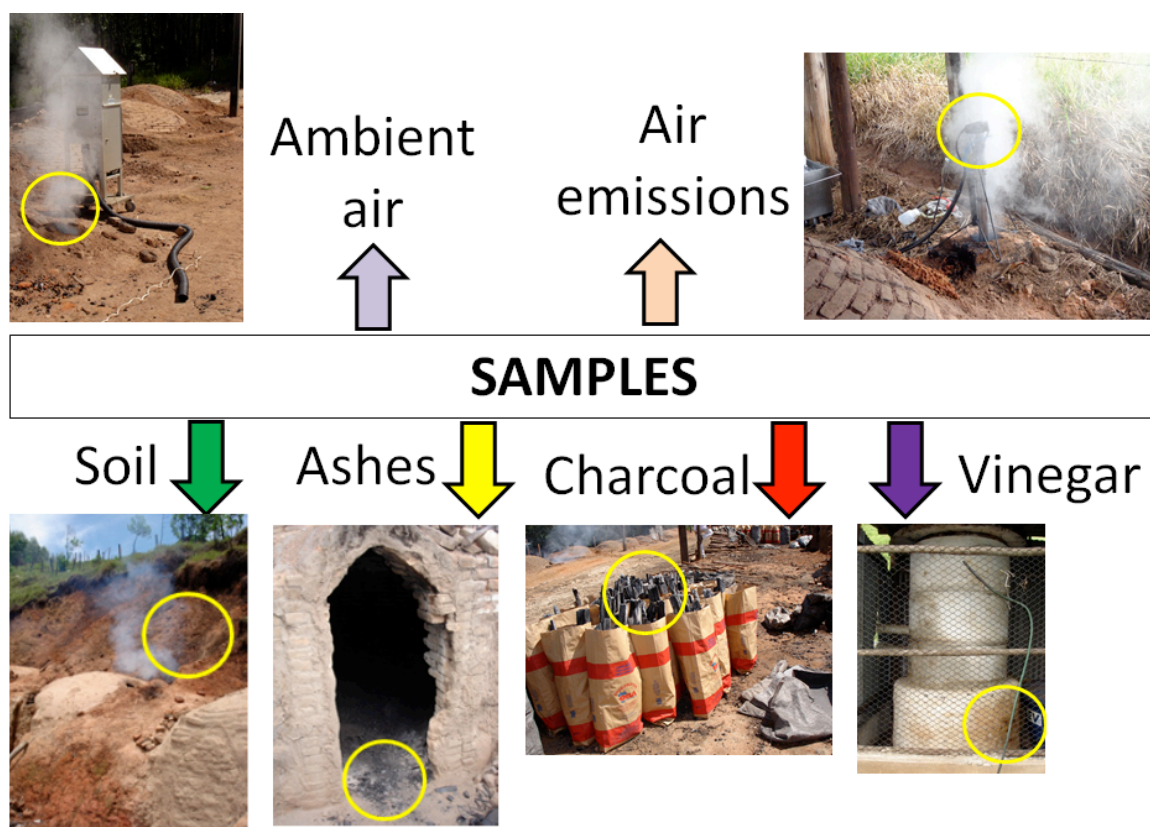 Ambient
air
Air
emissions
SAMPLES
Soil
Ashes
Charcoal
Vinegar